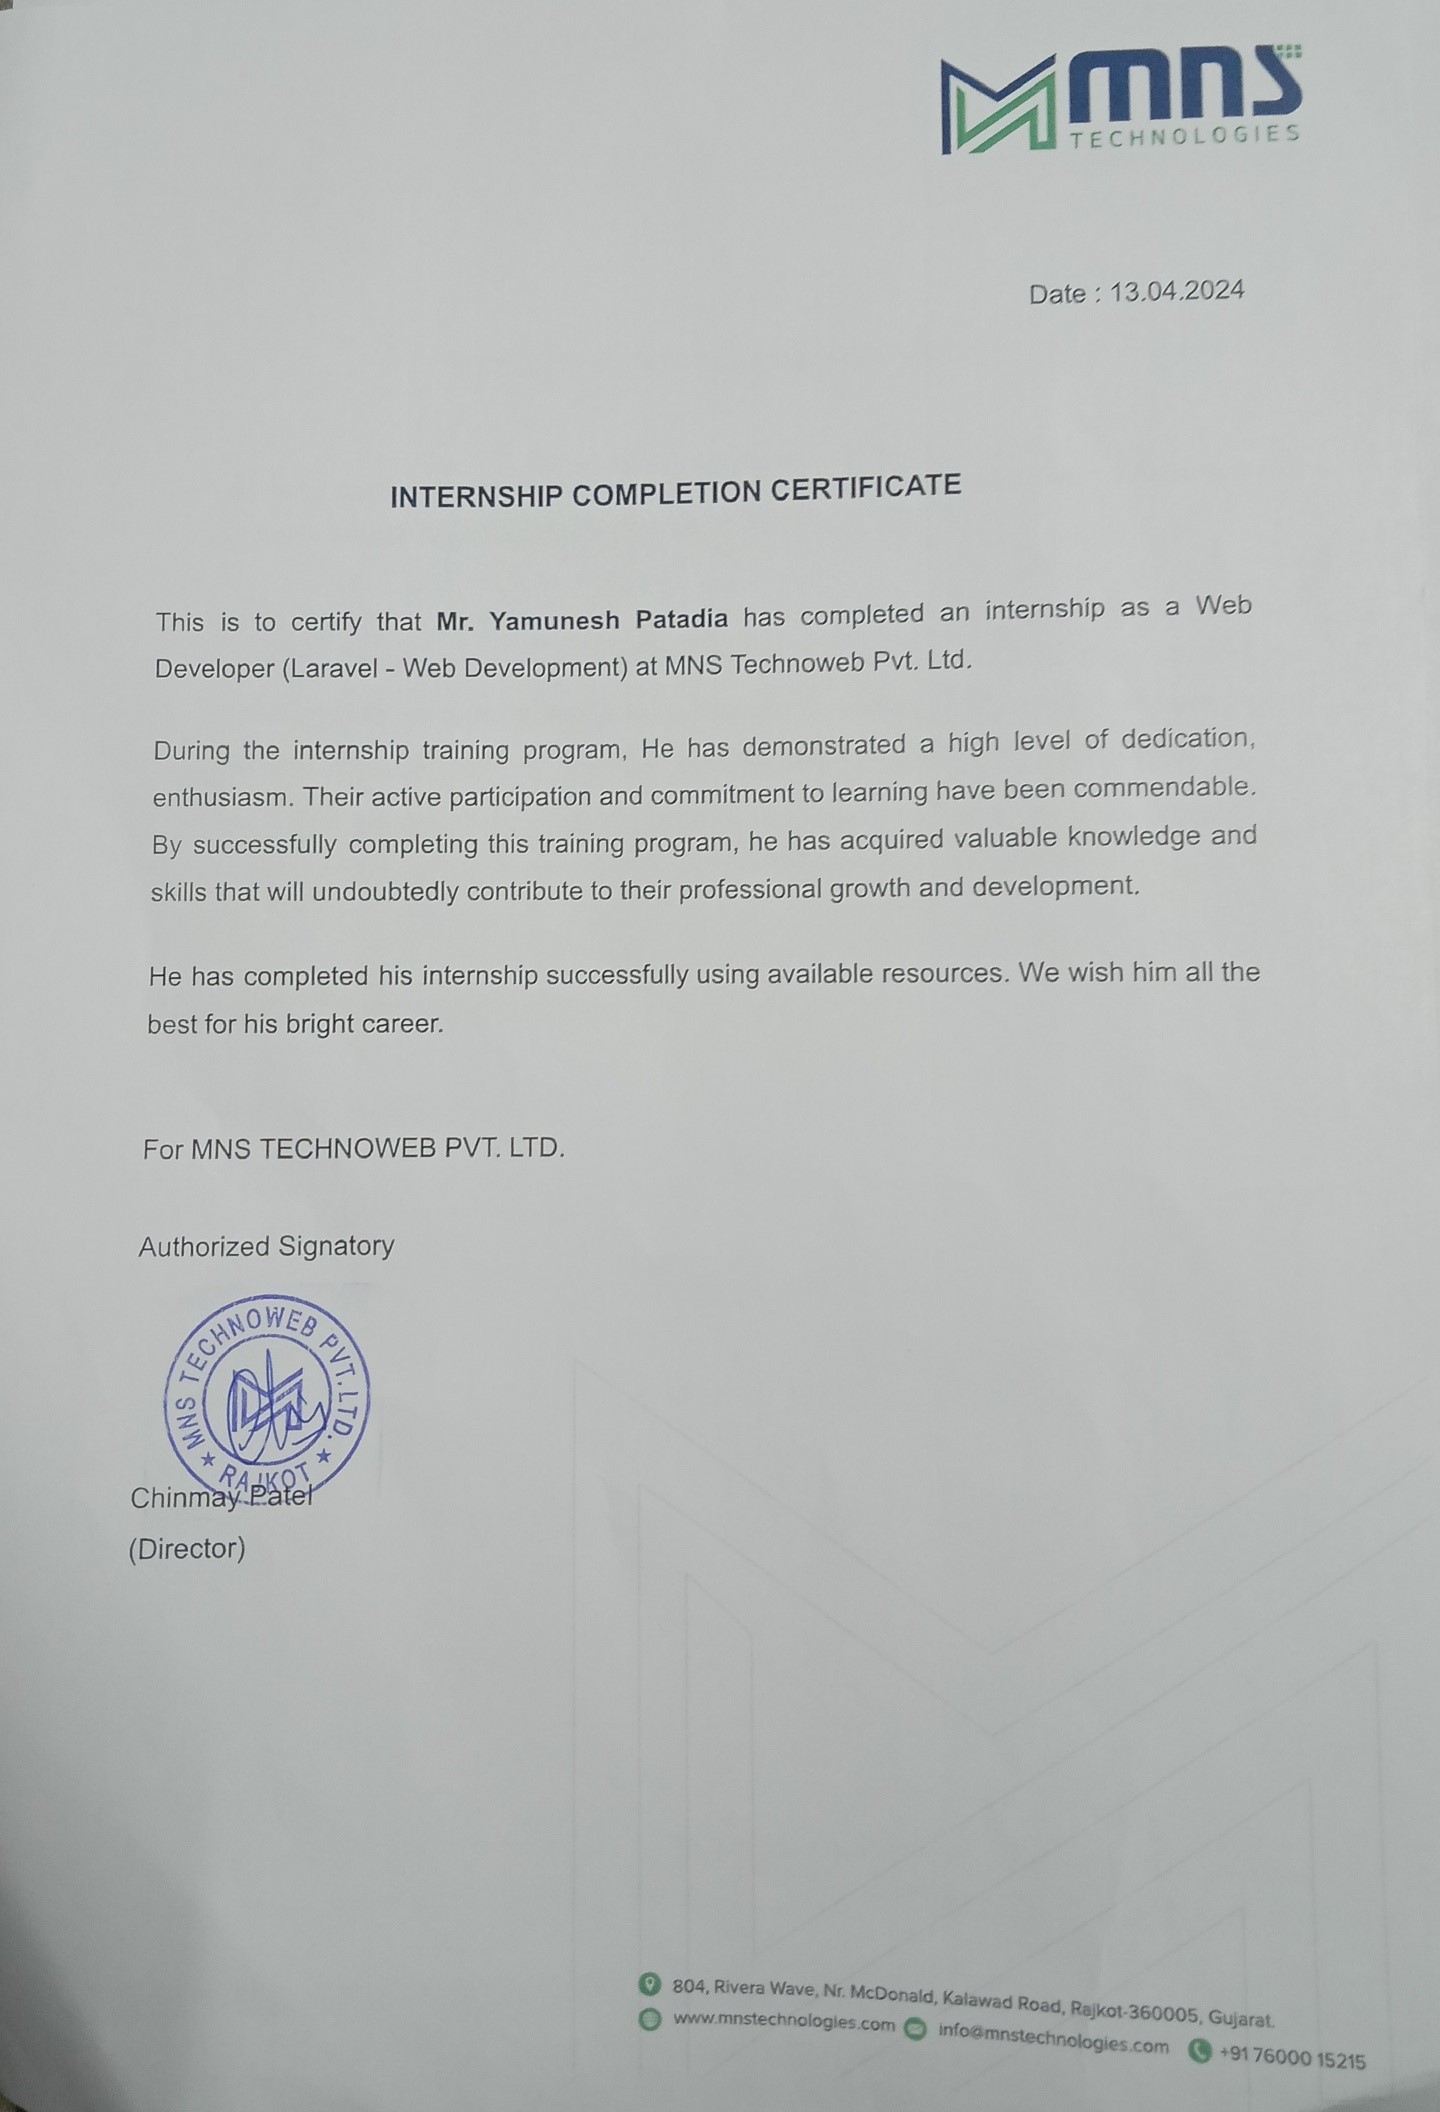 mns
TECHNOLOGIES
Date : 13.04.2024
INTERNSHIP COMPLETION CERTIFICATE
This is to certify that Mr. Yamunesh Patadia has completed an internship as a Web
Developer (Laravel - Web Development) at MNS Technoweb Pvt. Ltd.
During the internship training program, He has demonstrated a high level of dedication,
enthusiasm. Their active participation and commitment to learning have been commendable.
By successfully completing this training program, he has acquired valuable knowledge and
skills that will undoubtedly contribute to their professional growth and development.
He has completed his internship successfully using available resources. We wish him all the
best for his bright career.
For MNS TECHNOWEB PVT. LTD.
Authorized Signatory
MNS TECHNOWEB PVT. LTD.
RAJKOT
Chinmay Patel
(Director)
804, Rivera Wave, Nr. McDonald, Kalawad Road, Rajkot-360005, Gujarat.
www.mnstechnologies.com info@mnstechnologies.com +91 76000 15215